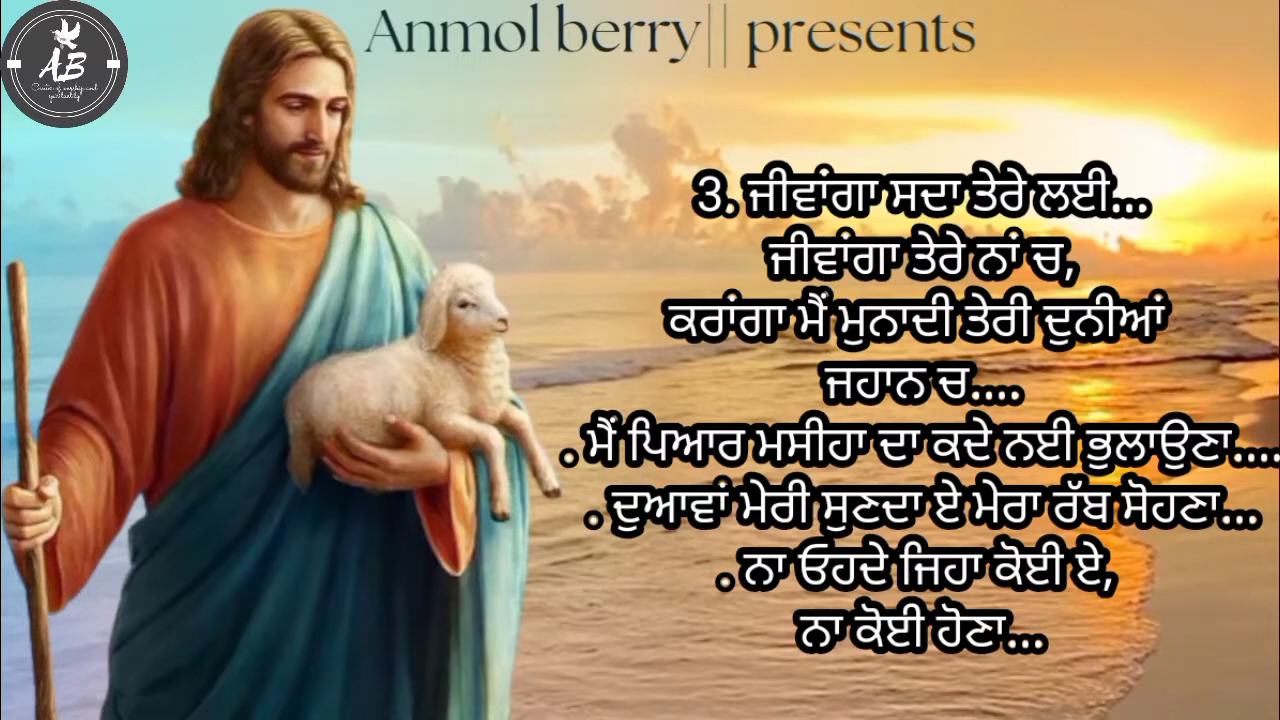 Anmol berry|| presents
AB
3. ਜੀਵਾਂਗਾ ਸਦਾ ਤੇਰੇ ਲਈ...
ਜੀਵਾਂਗਾ ਤੇਰੇ ਨਾਂ ਚ,
ਕਰਾਂਗਾ ਮੈਂ ਮੁਨਾਦੀ ਤੇਰੀ ਦੁਨੀਆਂ
ਜਹਾਨ ਚ....
. ਮੈਂ ਪਿਆਰ ਮਸੀਹਾ ਦਾ ਕਦੇ ਨਈ ਭੁਲਾਉਣਾ....
. ਦੁਆਵਾਂ ਮੇਰੀ ਸੁਣਦਾ ਏ ਮੇਰਾ ਰੱਬ ਸੋਹਣਾ...
. ਨਾ ਓਹਦੇ ਜਿਹਾ ਕੋਈ ਏ,
ਨਾ ਕੋਈ ਹੋਣਾ...